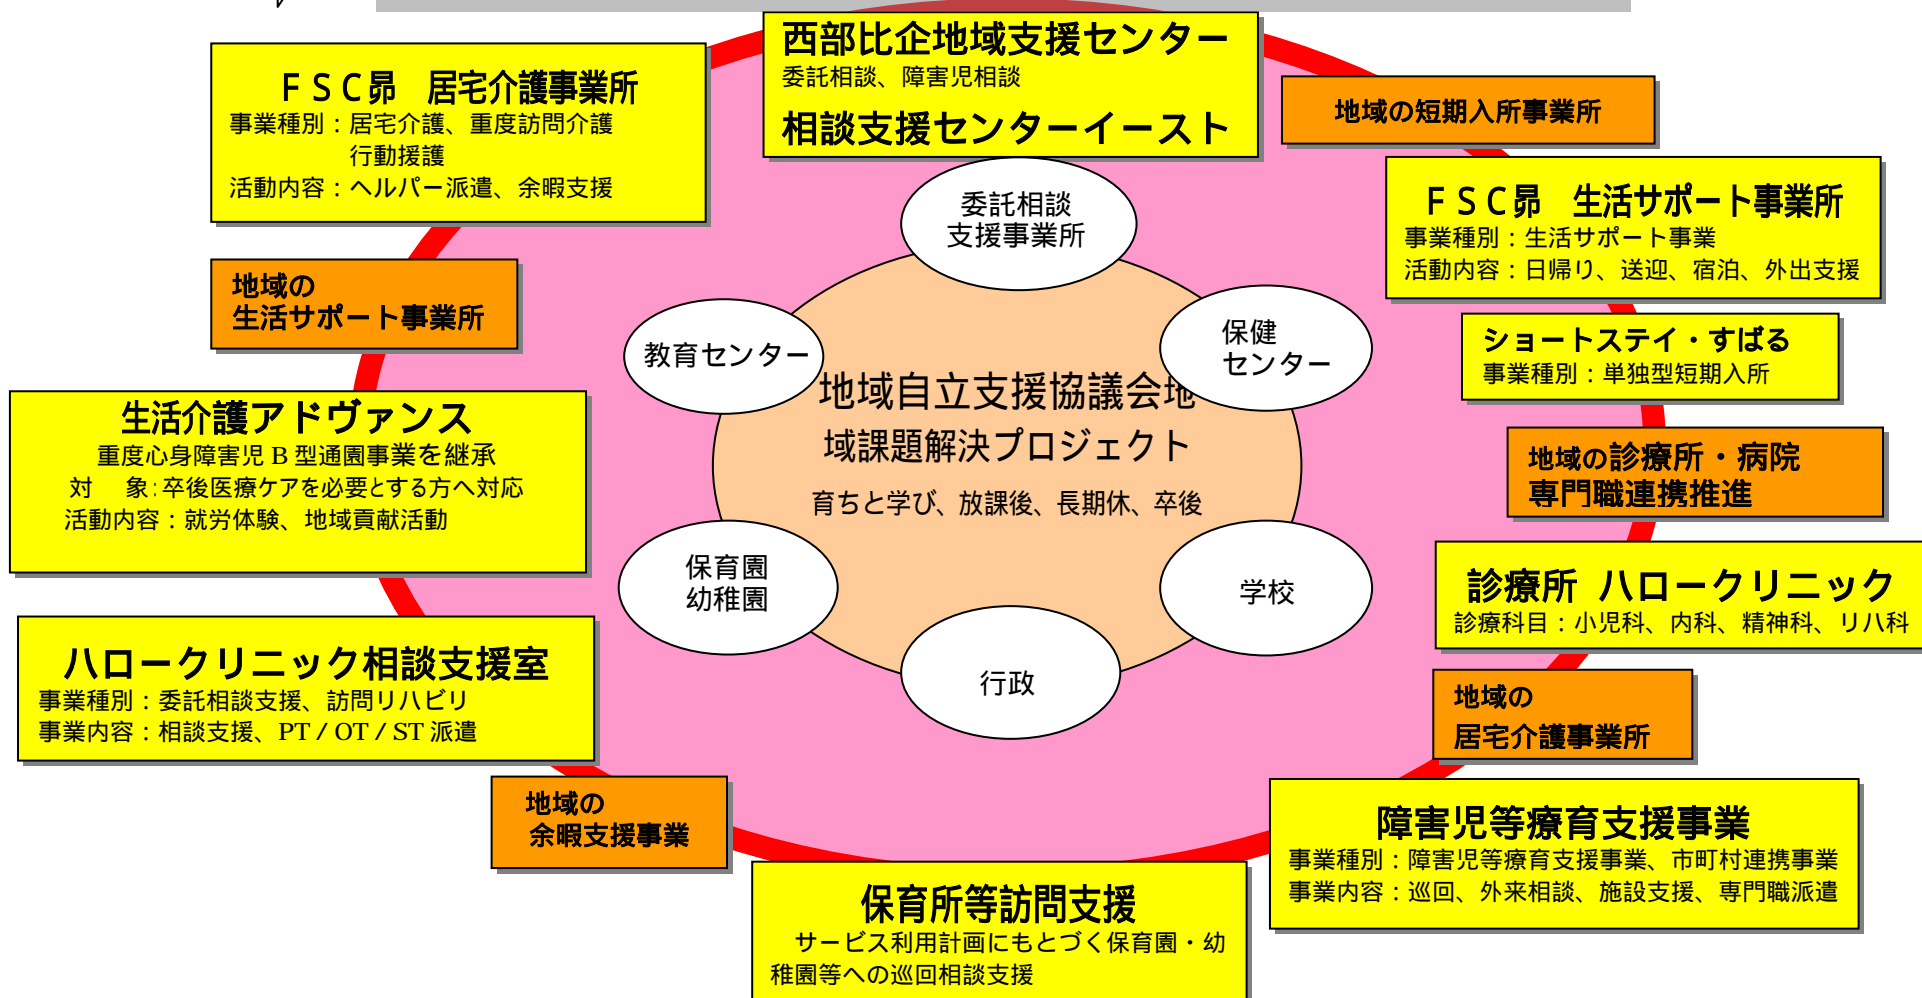 西部比企地域支援センター
委託相談、障害児相談
相談支援センターイースト
ＦＳＣ昴　居宅介護事業所
事業種別：居宅介護、重度訪問介護
行動援護
活動内容：ヘルパー派遣、余暇支援
地域の短期入所事業所
ＦＳＣ昴　生活サポート事業所
事業種別：生活サポート事業
活動内容：日帰り、送迎、宿泊、外出支援
委託相談
支援事業所
地域の
生活サポート事業所
教育センター
保健
センター
ショートステイ・すばる
事業種別：単独型短期入所
地域自立支援協議会地
域課題解決プロジェクト
育ちと学び、放課後、長期休、卒後
生活介護アドヴァンス
重度心身障害児 B 型通園事業を継承
対　象：卒後医療ケアを必要とする方へ対応
活動内容：就労体験、地域貢献活動
地域の診療所・病院
専門職連携推進
保育園
幼稚園
学校
行政
診療所 ハロークリニック
診療科目：小児科、内科、精神科、リハ科
ハロークリニック相談支援室
事業種別：委託相談支援、訪問リハビリ
事業内容：相談支援、PT / OT / ST 派遣
地域の
居宅介護事業所
地域の
余暇支援事業
障害児等療育支援事業
事業種別：障害児等療育支援事業、市町村連携事業
事業内容：巡回、外来相談、施設支援、専門職派遣
保育所等訪問支援
サービス利用計画にもとづく保育園・幼
稚園等への巡回相談支援